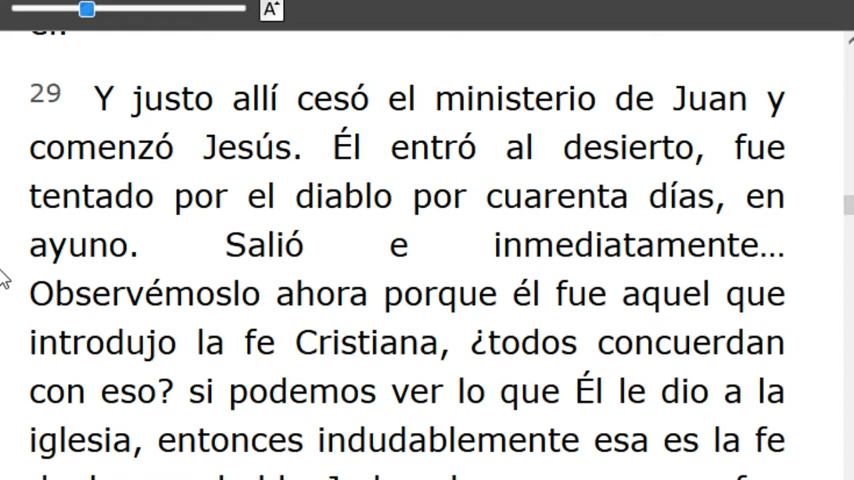 A
29 Y justo allí cesó el ministerio de Juan y
comenzó Jesús. Él entró al desierto, fue
tentado por el diablo por cuarenta días, en
ayuno. Salió e inmediatamente...
Observémoslo ahora porque él fue aquel que
introdujo la fe Cristiana, ¿todos concuerdan
con eso? si podemos ver lo que Él le dio a la
iglesia, entonces indudablemente esa es la fe